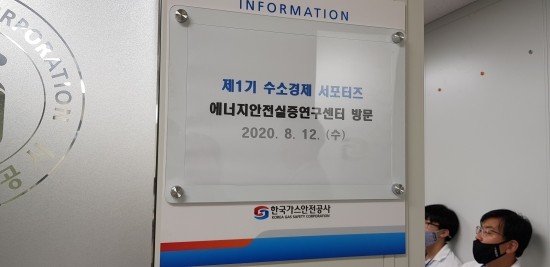 INFORMATION
제1기 수소경제 서포터즈
에너지안전실증연구센터 방문
2020. 8. 12. (수)
한국가스안전공사
KOREA GAS SAFETY CORPORATION
CORPORATION